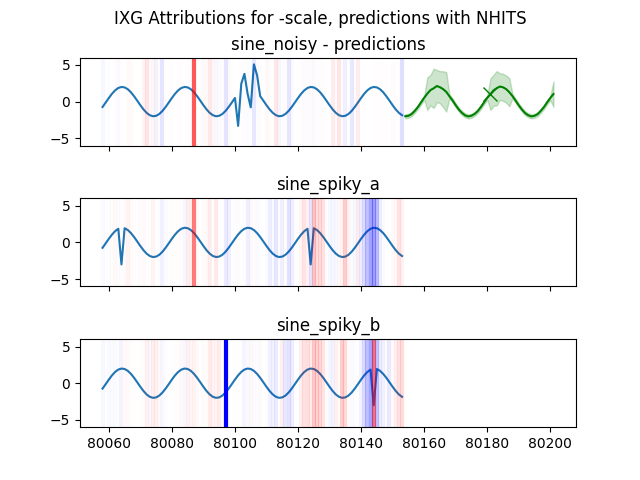 IXG Attributions for -scale, predictions with NHITS
sine_noisy - predictions
5
0
−5
sine_spiky_a
5
0
−5
sine_spiky_b
5
0
−5
80060 80080 80100 80120 80140 80160 80180 80200